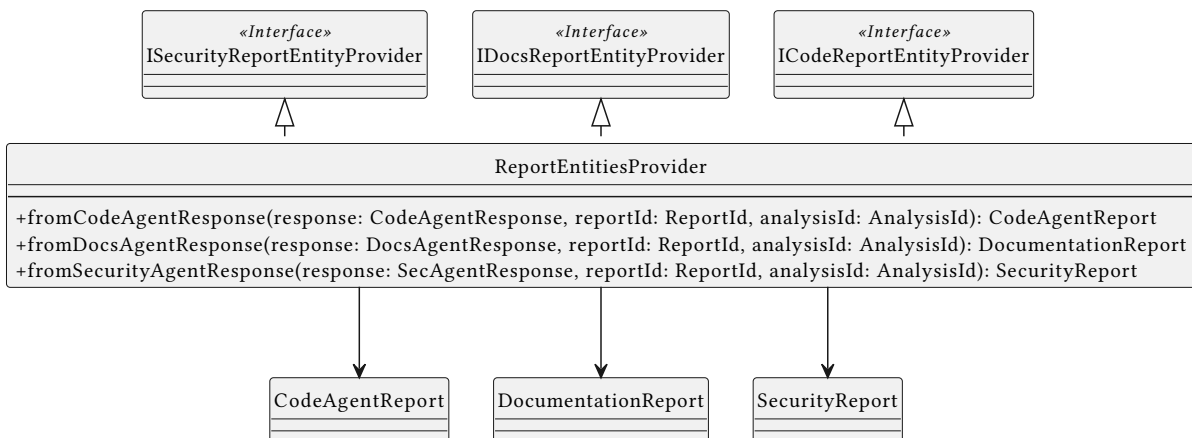 «Interface»
ISecurityReportEntityProvider
«Interface»
IDocsReportEntityProvider
«Interface»
ICodeReportEntityProvider
ReportEntitiesProvider
+fromCodeAgentResponse(response: CodeAgentResponse, reportId: ReportId, analysisId: AnalysisId): CodeAgentReport
+fromDocsAgentResponse(response: DocsAgentResponse, reportId: ReportId, analysisId: AnalysisId): DocumentationReport
+fromSecurityAgentResponse(response: SecAgentResponse, reportId: ReportId, analysisId: AnalysisId): SecurityReport
CodeAgentReport
DocumentationReport
SecurityReport